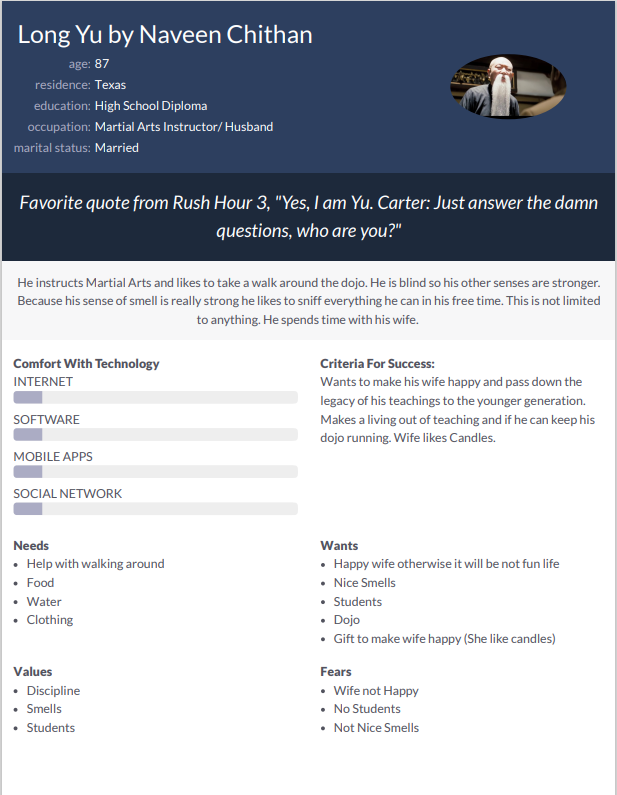 Long Yu by Naveen Chithan
age: 87
residence: Texas
education: High School Diploma
occupation: Martial Arts Instructor/ Husband
marital status: Married
Favorite quote from Rush Hour 3, "Yes, I am Yu. Carter: Just answer the damn
questions, who are you?"
He instructs Martial Arts and likes to take a walk around the dojo. He is blind so his other senses are stronger.
Because his sense of smell is really strong he likes to sniff everything he can in his free time. This is not limited
to anything. He spends time with his wife.
Comfort With Technology
INTERNET
SOFTWARE
MOBILE APPS
SOCIAL NETWORK
Criteria For Success:
Wants to make his wife happy and pass down the
legacy of his teachings to the younger generation.
Makes a living out of teaching and if he can keep his
dojo running. Wife likes Candles.
Needs
• Help with walking around
• Food
• Water
• Clothing
Wants
• Happy wife otherwise it will be not fun life
• Nice Smells
• Students
• Dojo
• Gift to make wife happy (She like candles)
Values
• Discipline
• Smells
• Students
Fears
• Wife not Happy
• No Students
• Not Nice Smells